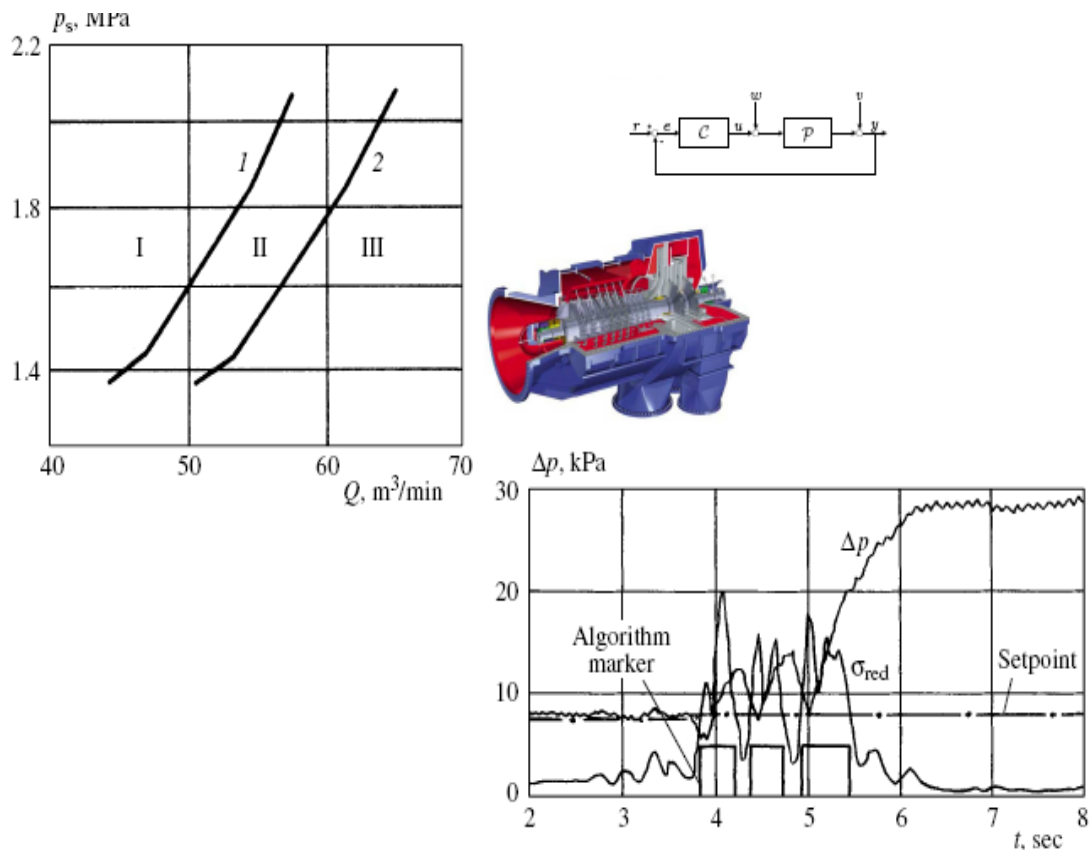 p_s, MPa
2.2
1.8
1.4
1
2
I
II
III
40
50
60
70
Q, m³/min
w
v
r
+
e
C
u
P
y
-
Δp, kPa
30
20
10
0
Δp
Algorithm
marker
σ_red
Setpoint
2
3
4
5
6
7
8
t, sec